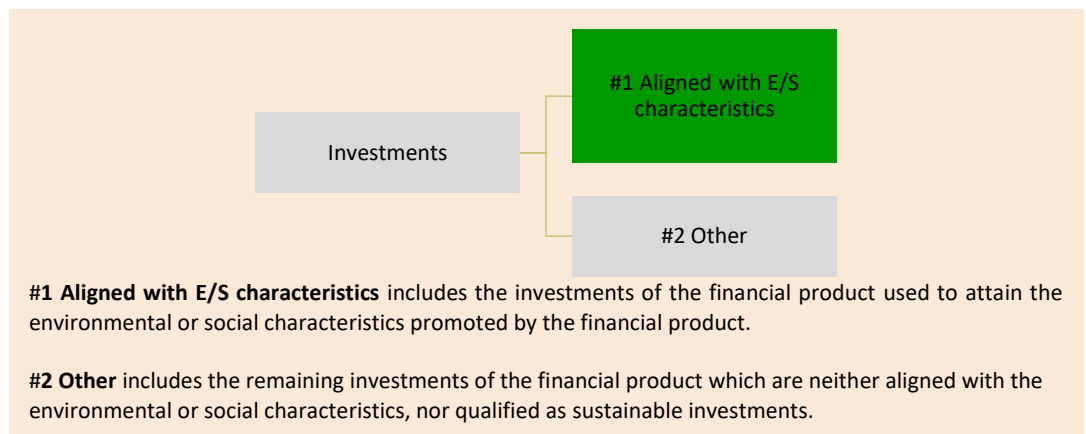 #1 Aligned with E/S
characteristics
Investments
#2 Other
#1 Aligned with E/S characteristics includes the investments of the financial product used to attain the
environmental or social characteristics promoted by the financial product.
#2 Other includes the remaining investments of the financial product which are neither aligned with the
environmental or social characteristics, nor qualified as sustainable investments.